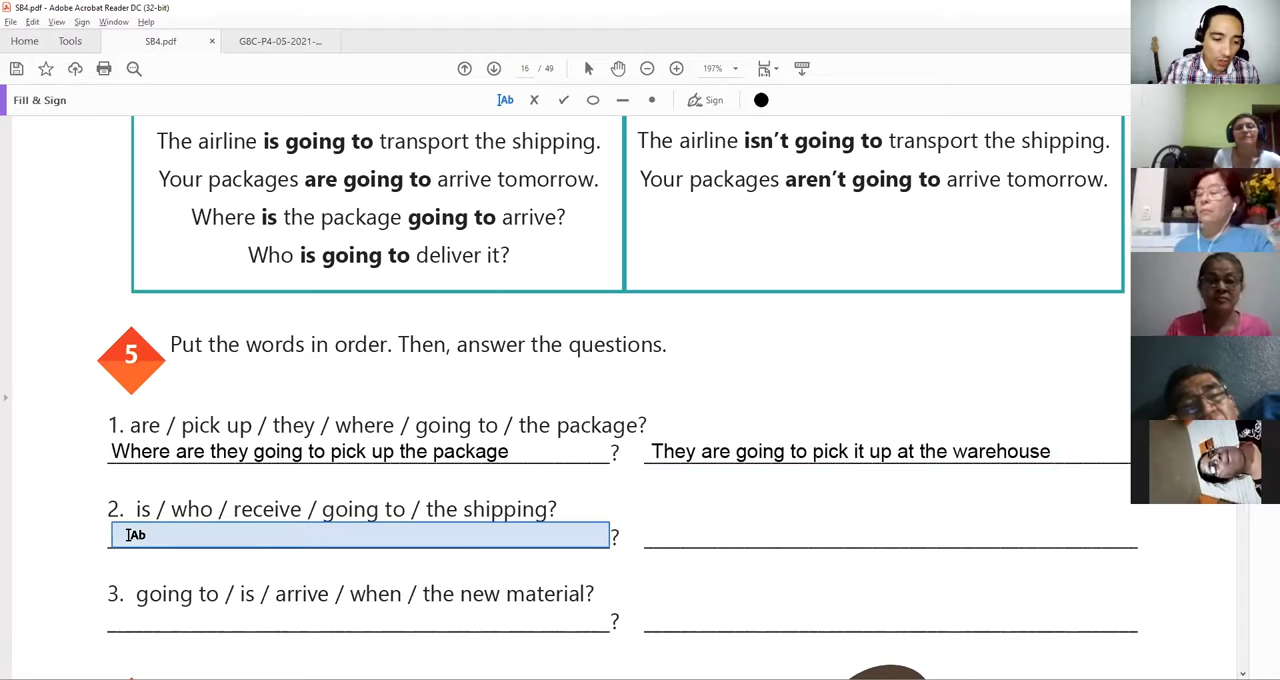 SB4.pdf - Adobe Acrobat Reader DC (32-bit)
File Edit View Sign Window Help
Home Tools SB4.pdf × GBC-P4-05-2021-...
16 / 49 197%
Fill & Sign Ab Sign
The airline is going to transport the shipping. The airline isn't going to transport the shipping.
Your packages are going to arrive tomorrow. Your packages aren't going to arrive tomorrow.
Where is the package going to arrive?
Who is going to deliver it?
5 Put the words in order. Then, answer the questions.
1. are / pick up / they / where / going to / the package?
Where are they going to pick up the package ? They are going to pick it up at the warehouse
2. is / who / receive / going to / the shipping?
Ab ?
3. going to / is / arrive / when / the new material?
?